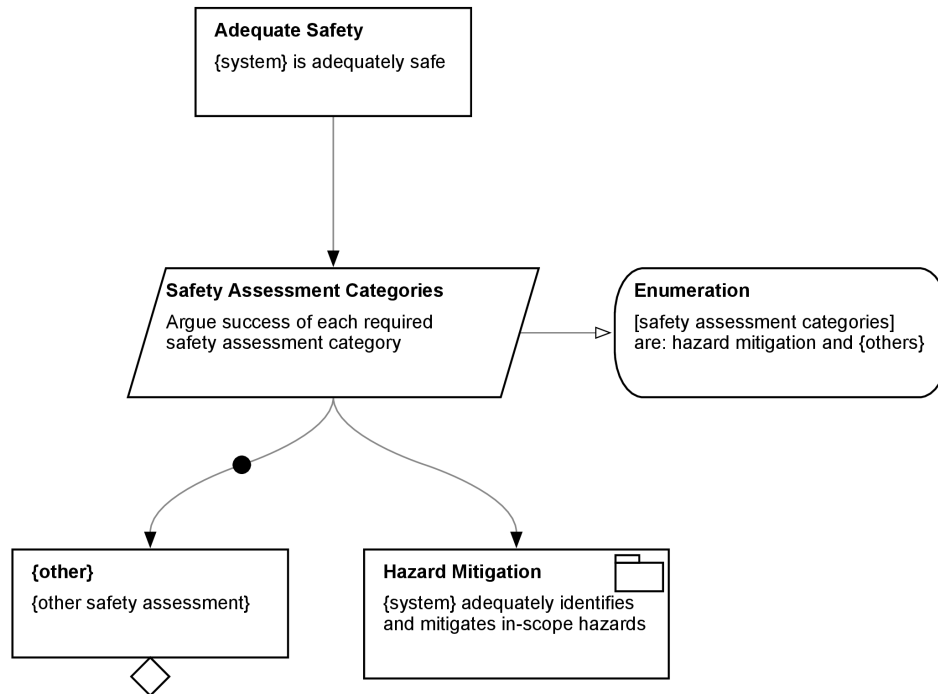 Adequate Safety
{system} is adequately safe
Safety Assessment Categories
Argue success of each required
safety assessment category
Enumeration
[safety assessment categories]
are: hazard mitigation and {others}
{other}
{other safety assessment}
Hazard Mitigation
{system} adequately identifies
and mitigates in-scope hazards